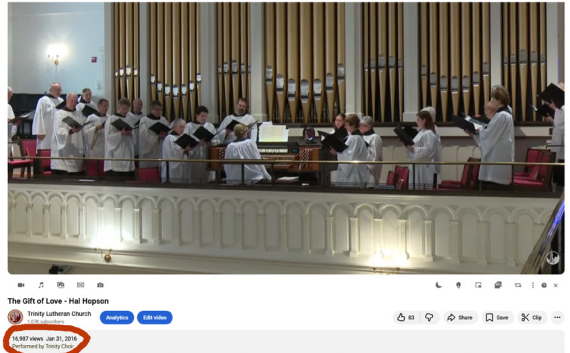 The Gift of Love - Hal Hopson
Trinity Lutheran Church
1.02K subscribers
Analytics
Edit video
83
Share
Save
Clip
16,987 views Jan 31, 2016
Performed by Trinity Choir